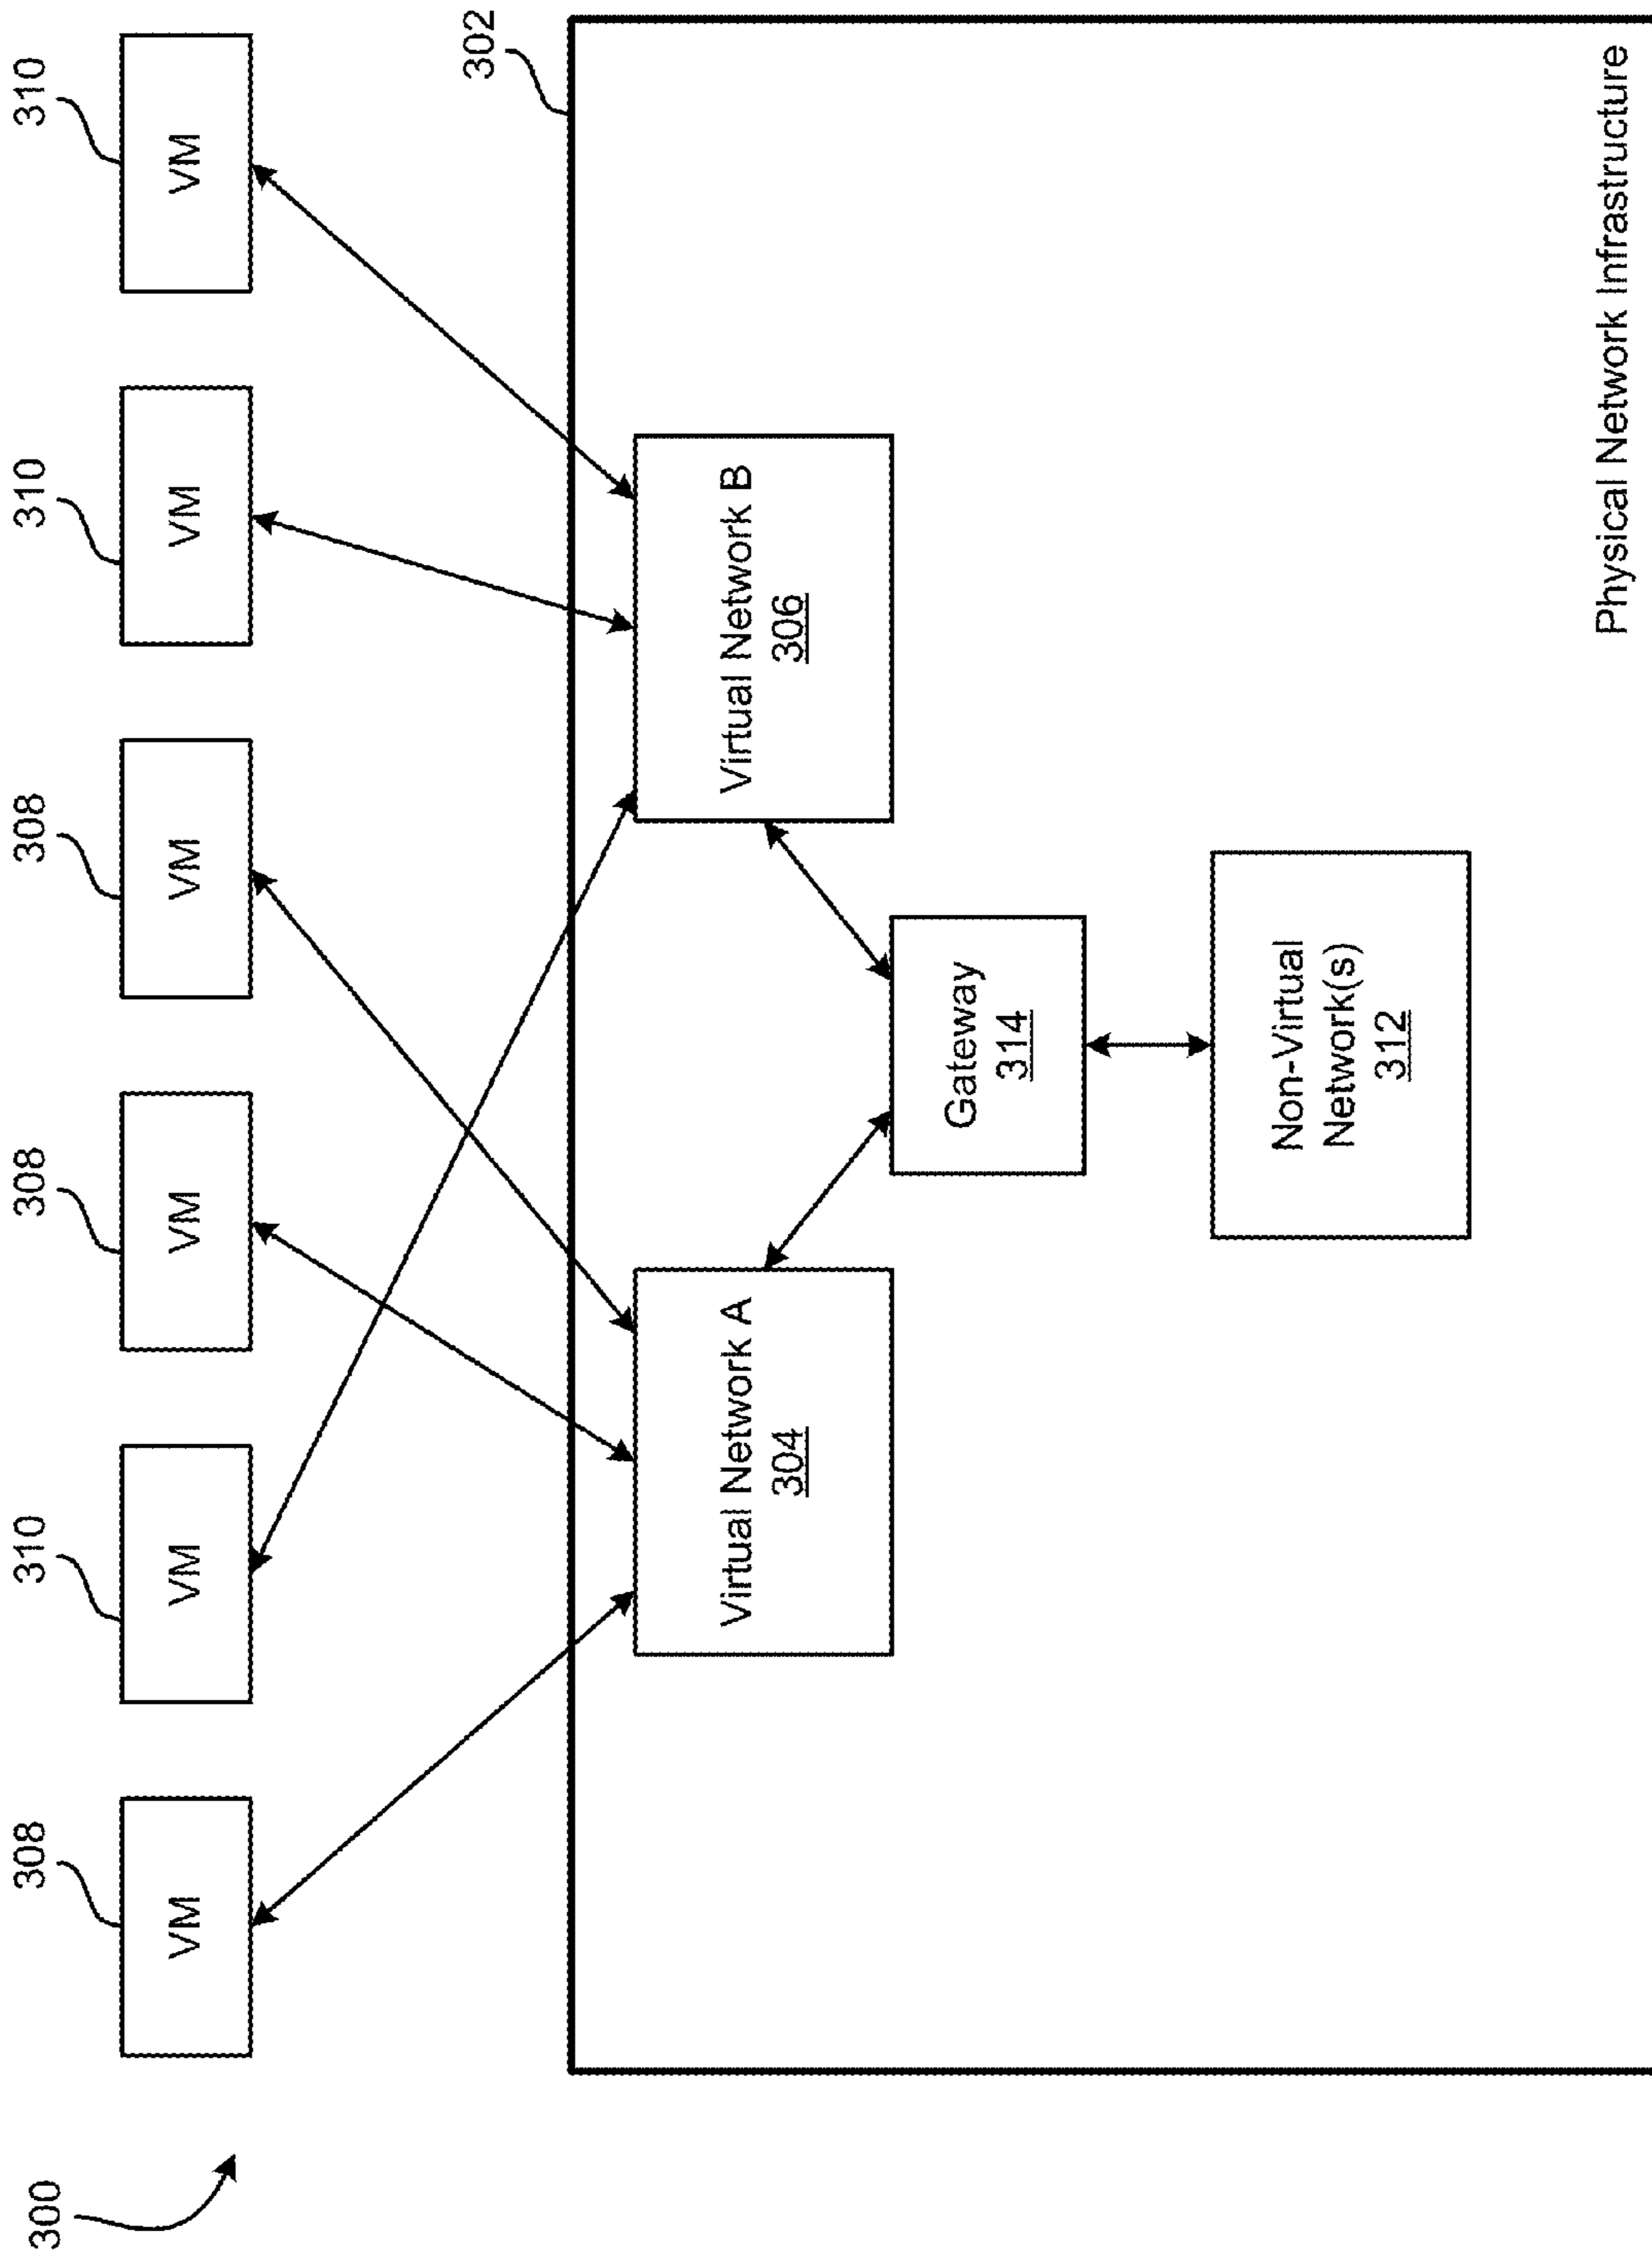 300
308
310
308
308
310
310
VM
VM
VM
VM
VM
VM
302
Virtual Network A
304
Virtual Network B
306
Gateway
314
Non-Virtual
Network(s)
312
Physical Network Infrastructure